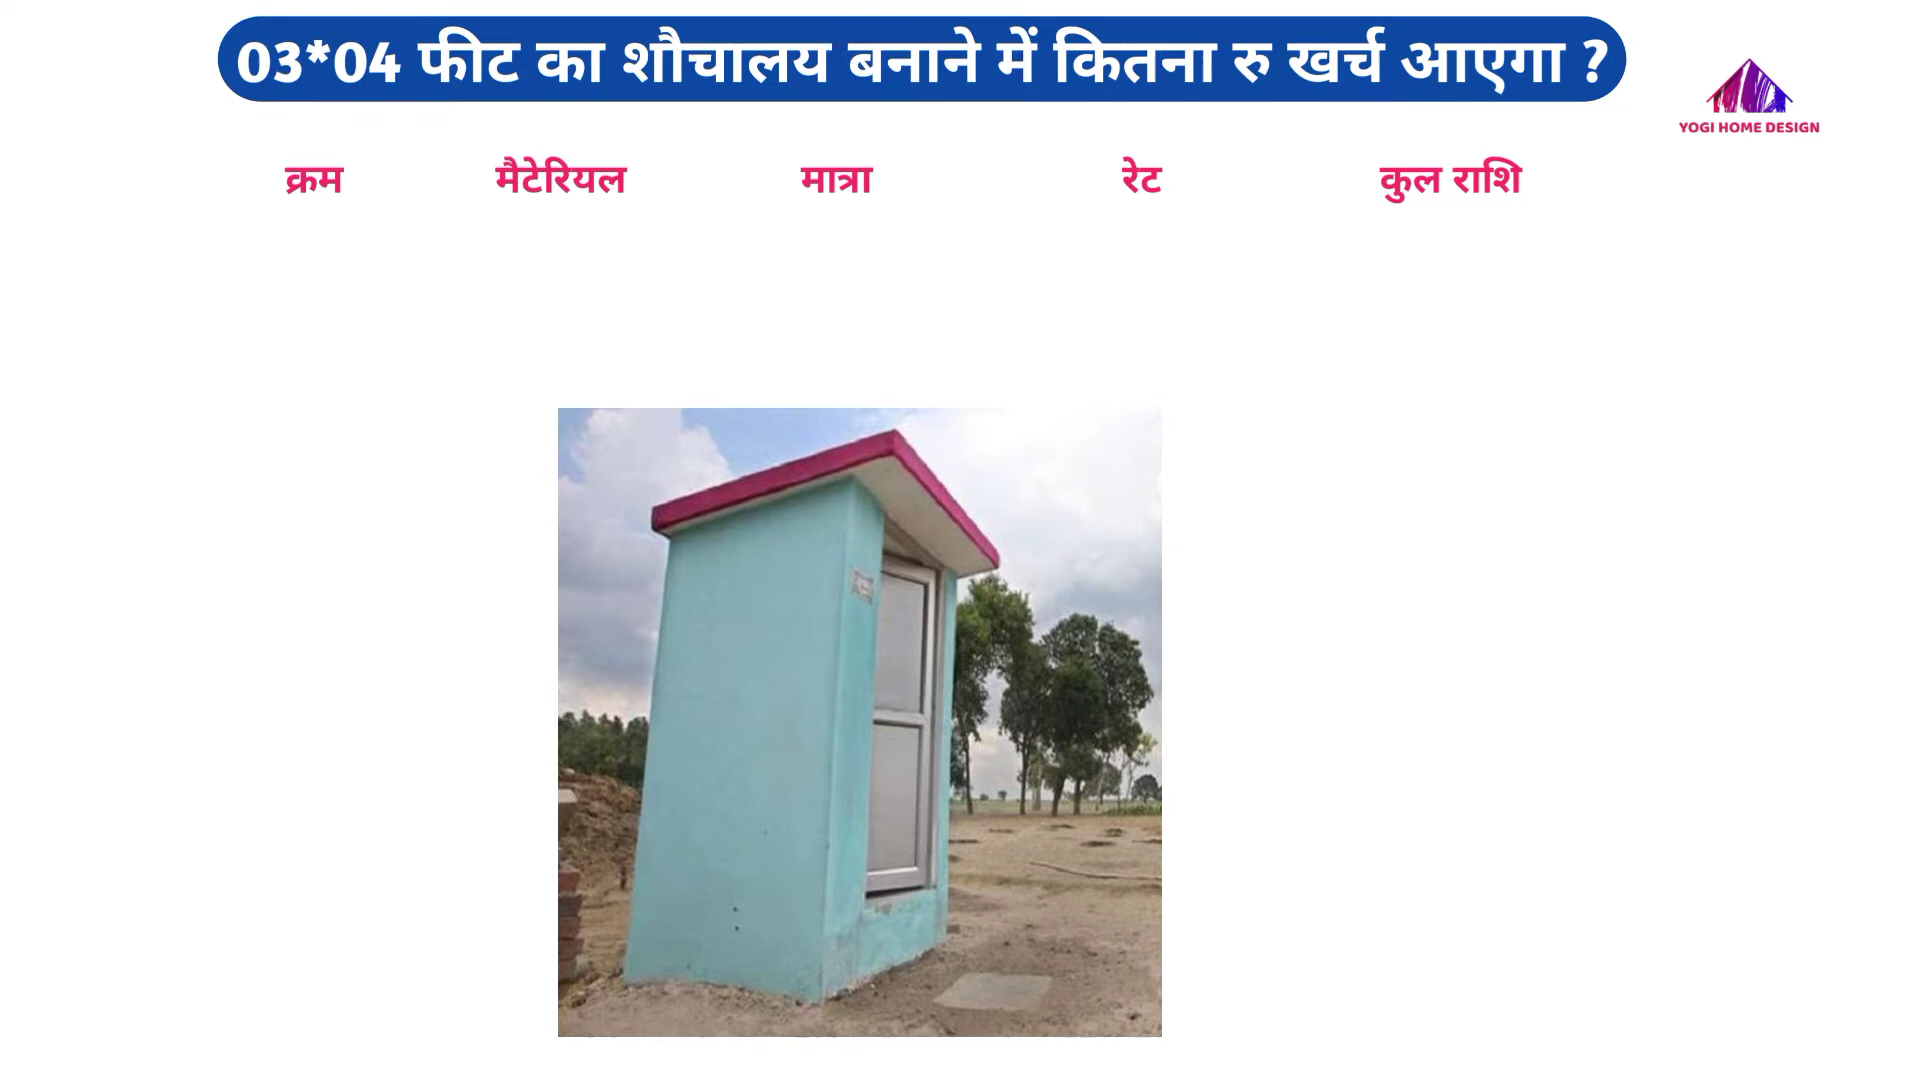 03*04 फीट का शौचालय बनाने में कितना रु खर्च आएगा ?
YOGI HOME DESIGN
क्रम मैटेरियल मात्रा रेट कुल राशि